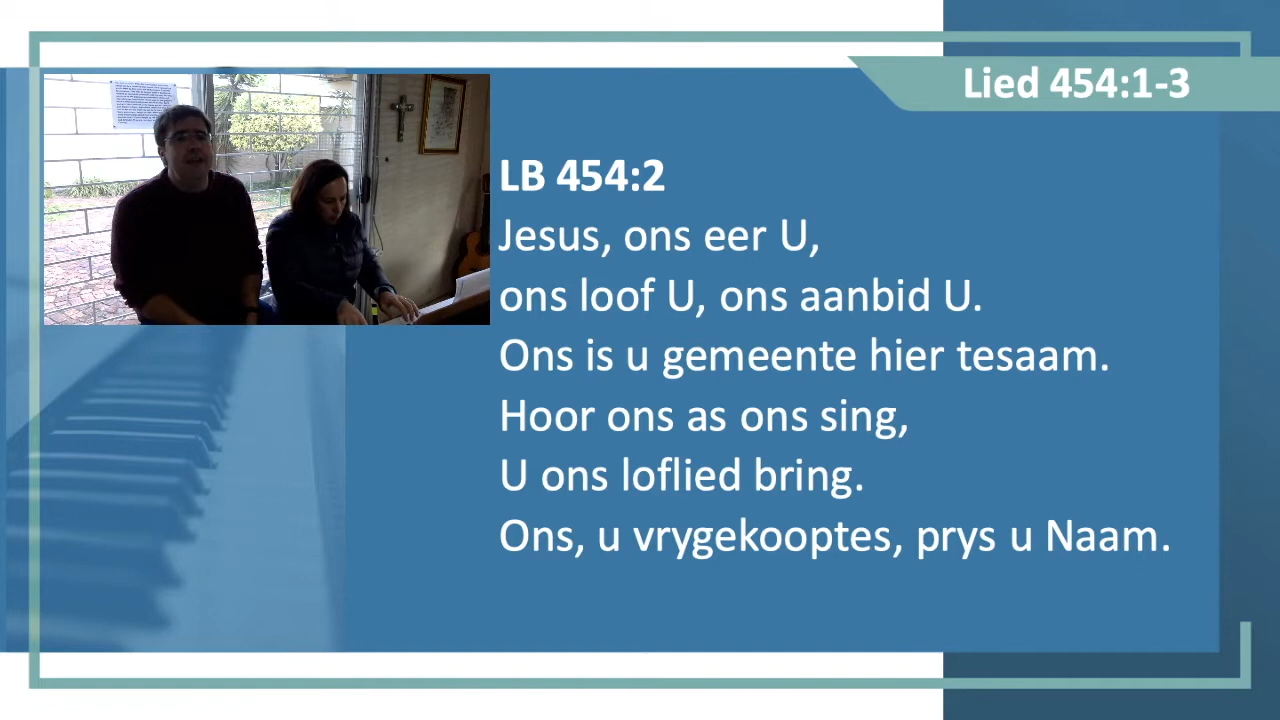 Lied 454:1-3
LB 454:2
Jesus, ons eer U,
ons loof U, ons aanbid U.
Ons is u gemeente hier tesaam.
Hoor ons as ons sing,
U ons loflied bring.
Ons, u vrygekooptes, prys u Naam.